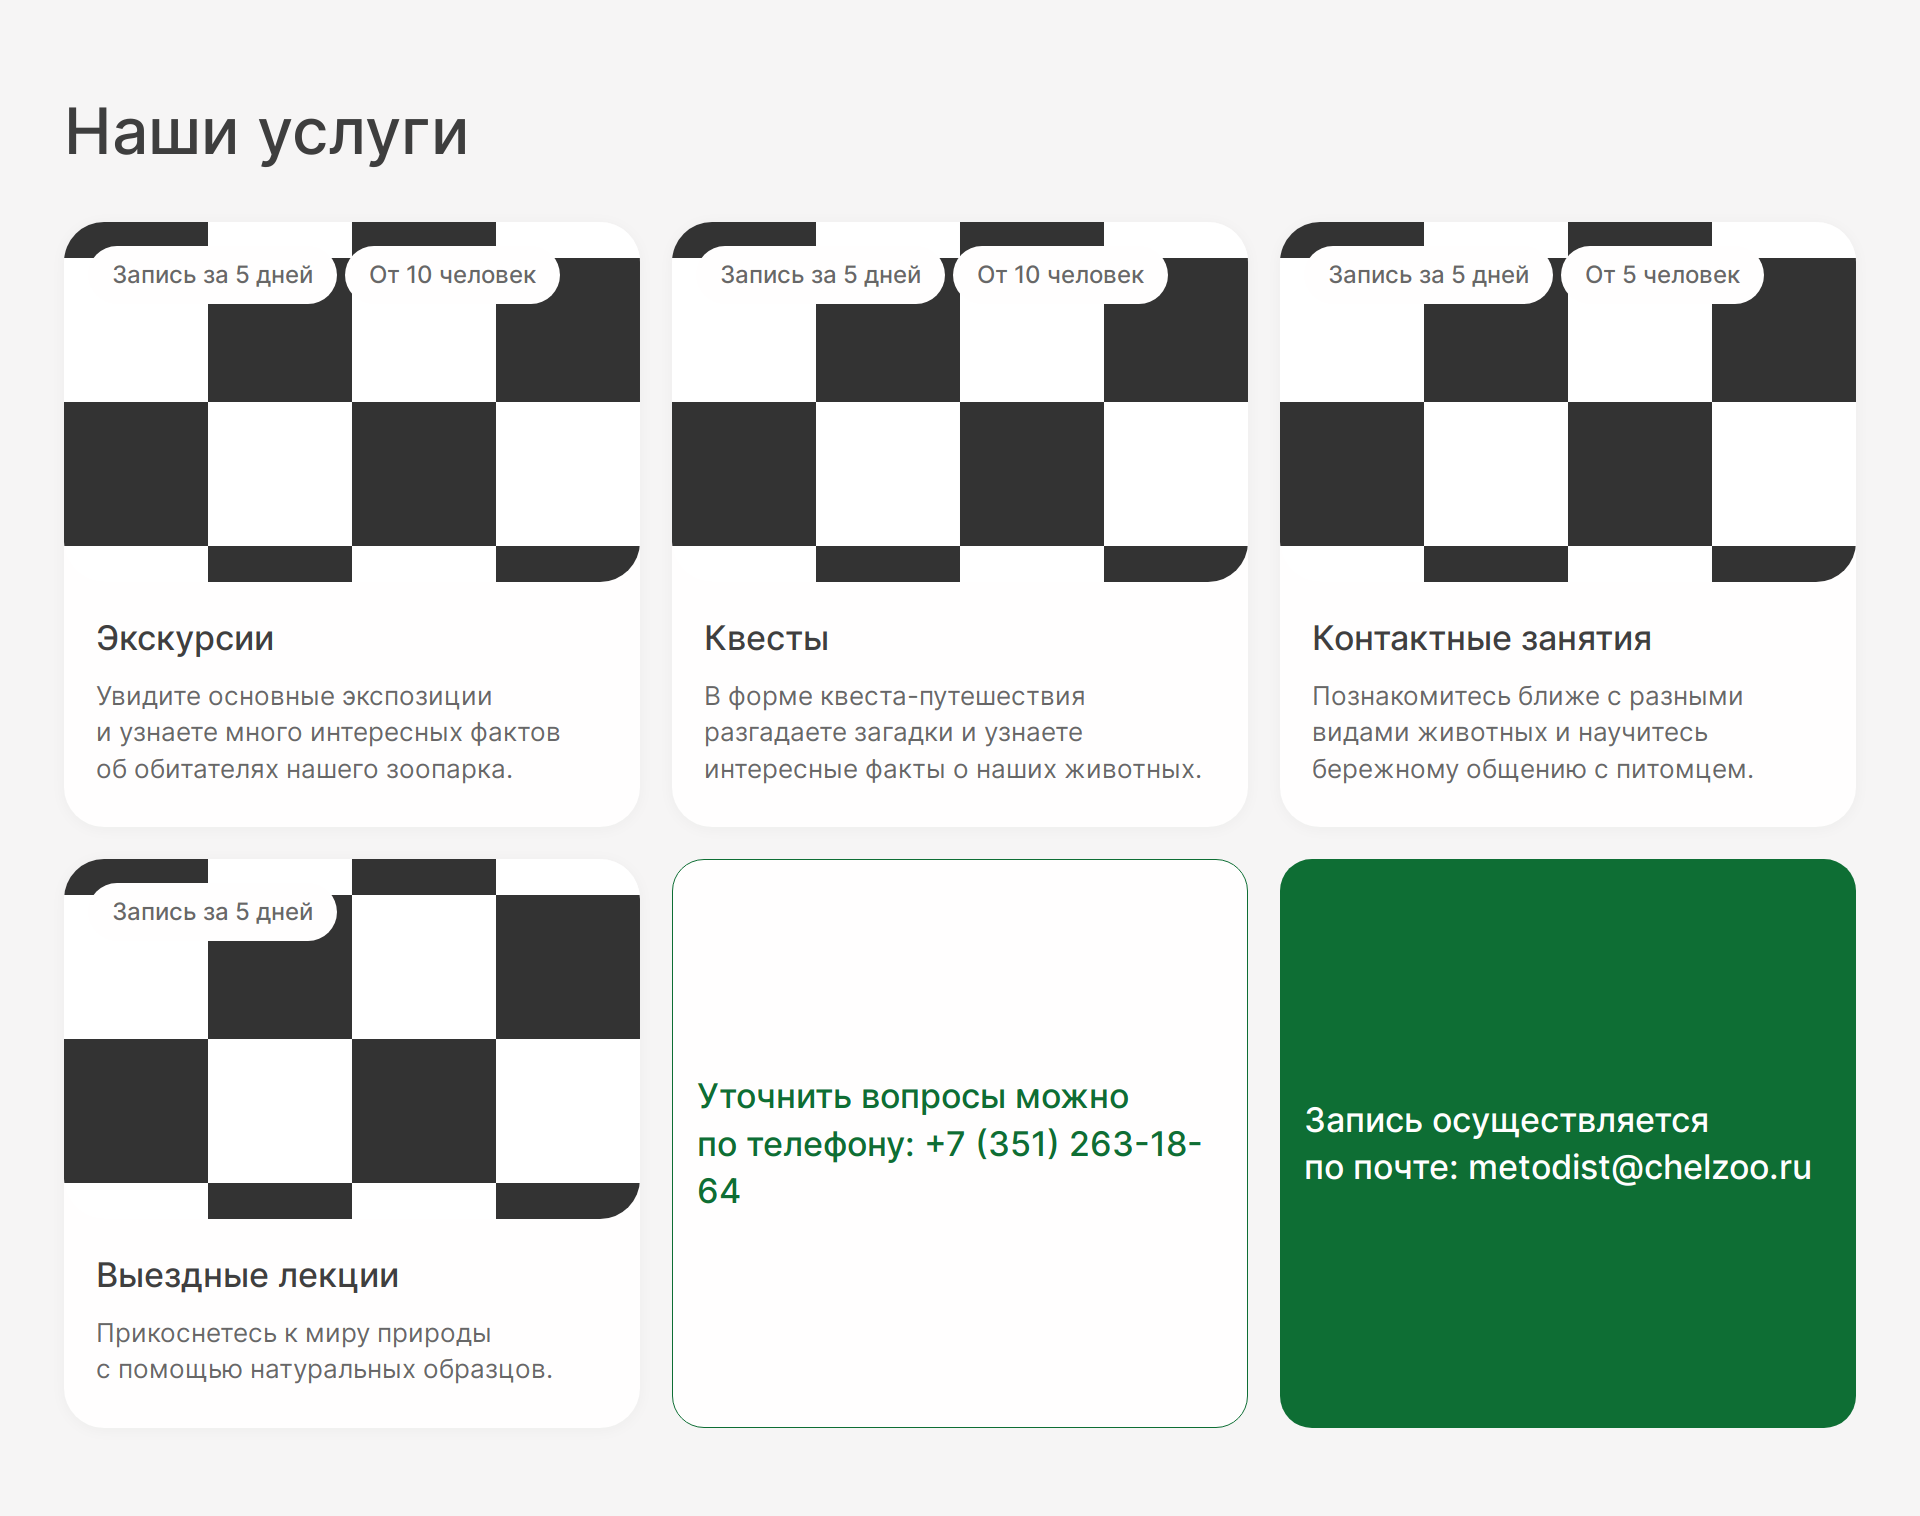 Наши услуги
Запись за 5 дней
От 10 человек
Экскурсии
Увидите основные экспозиции
и узнаете много интересных фактов
об обитателях нашего зоопарка.
Запись за 5 дней
От 10 человек
Квесты
В форме квеста-путешествия
разгадаете загадки и узнаете
интересные факты о наших животных.
Запись за 5 дней
От 5 человек
Контактные занятия
Познакомитесь ближе с разными
видами животных и научитесь
бережному общению с питомцем.
Запись за 5 дней
Выездные лекции
Прикоснетесь к миру природы
с помощью натуральных образцов.
Уточнить вопросы можно
по телефону: +7 (351) 263-18-
64
Запись осуществляется
по почте: metodist@chelzoo.ru